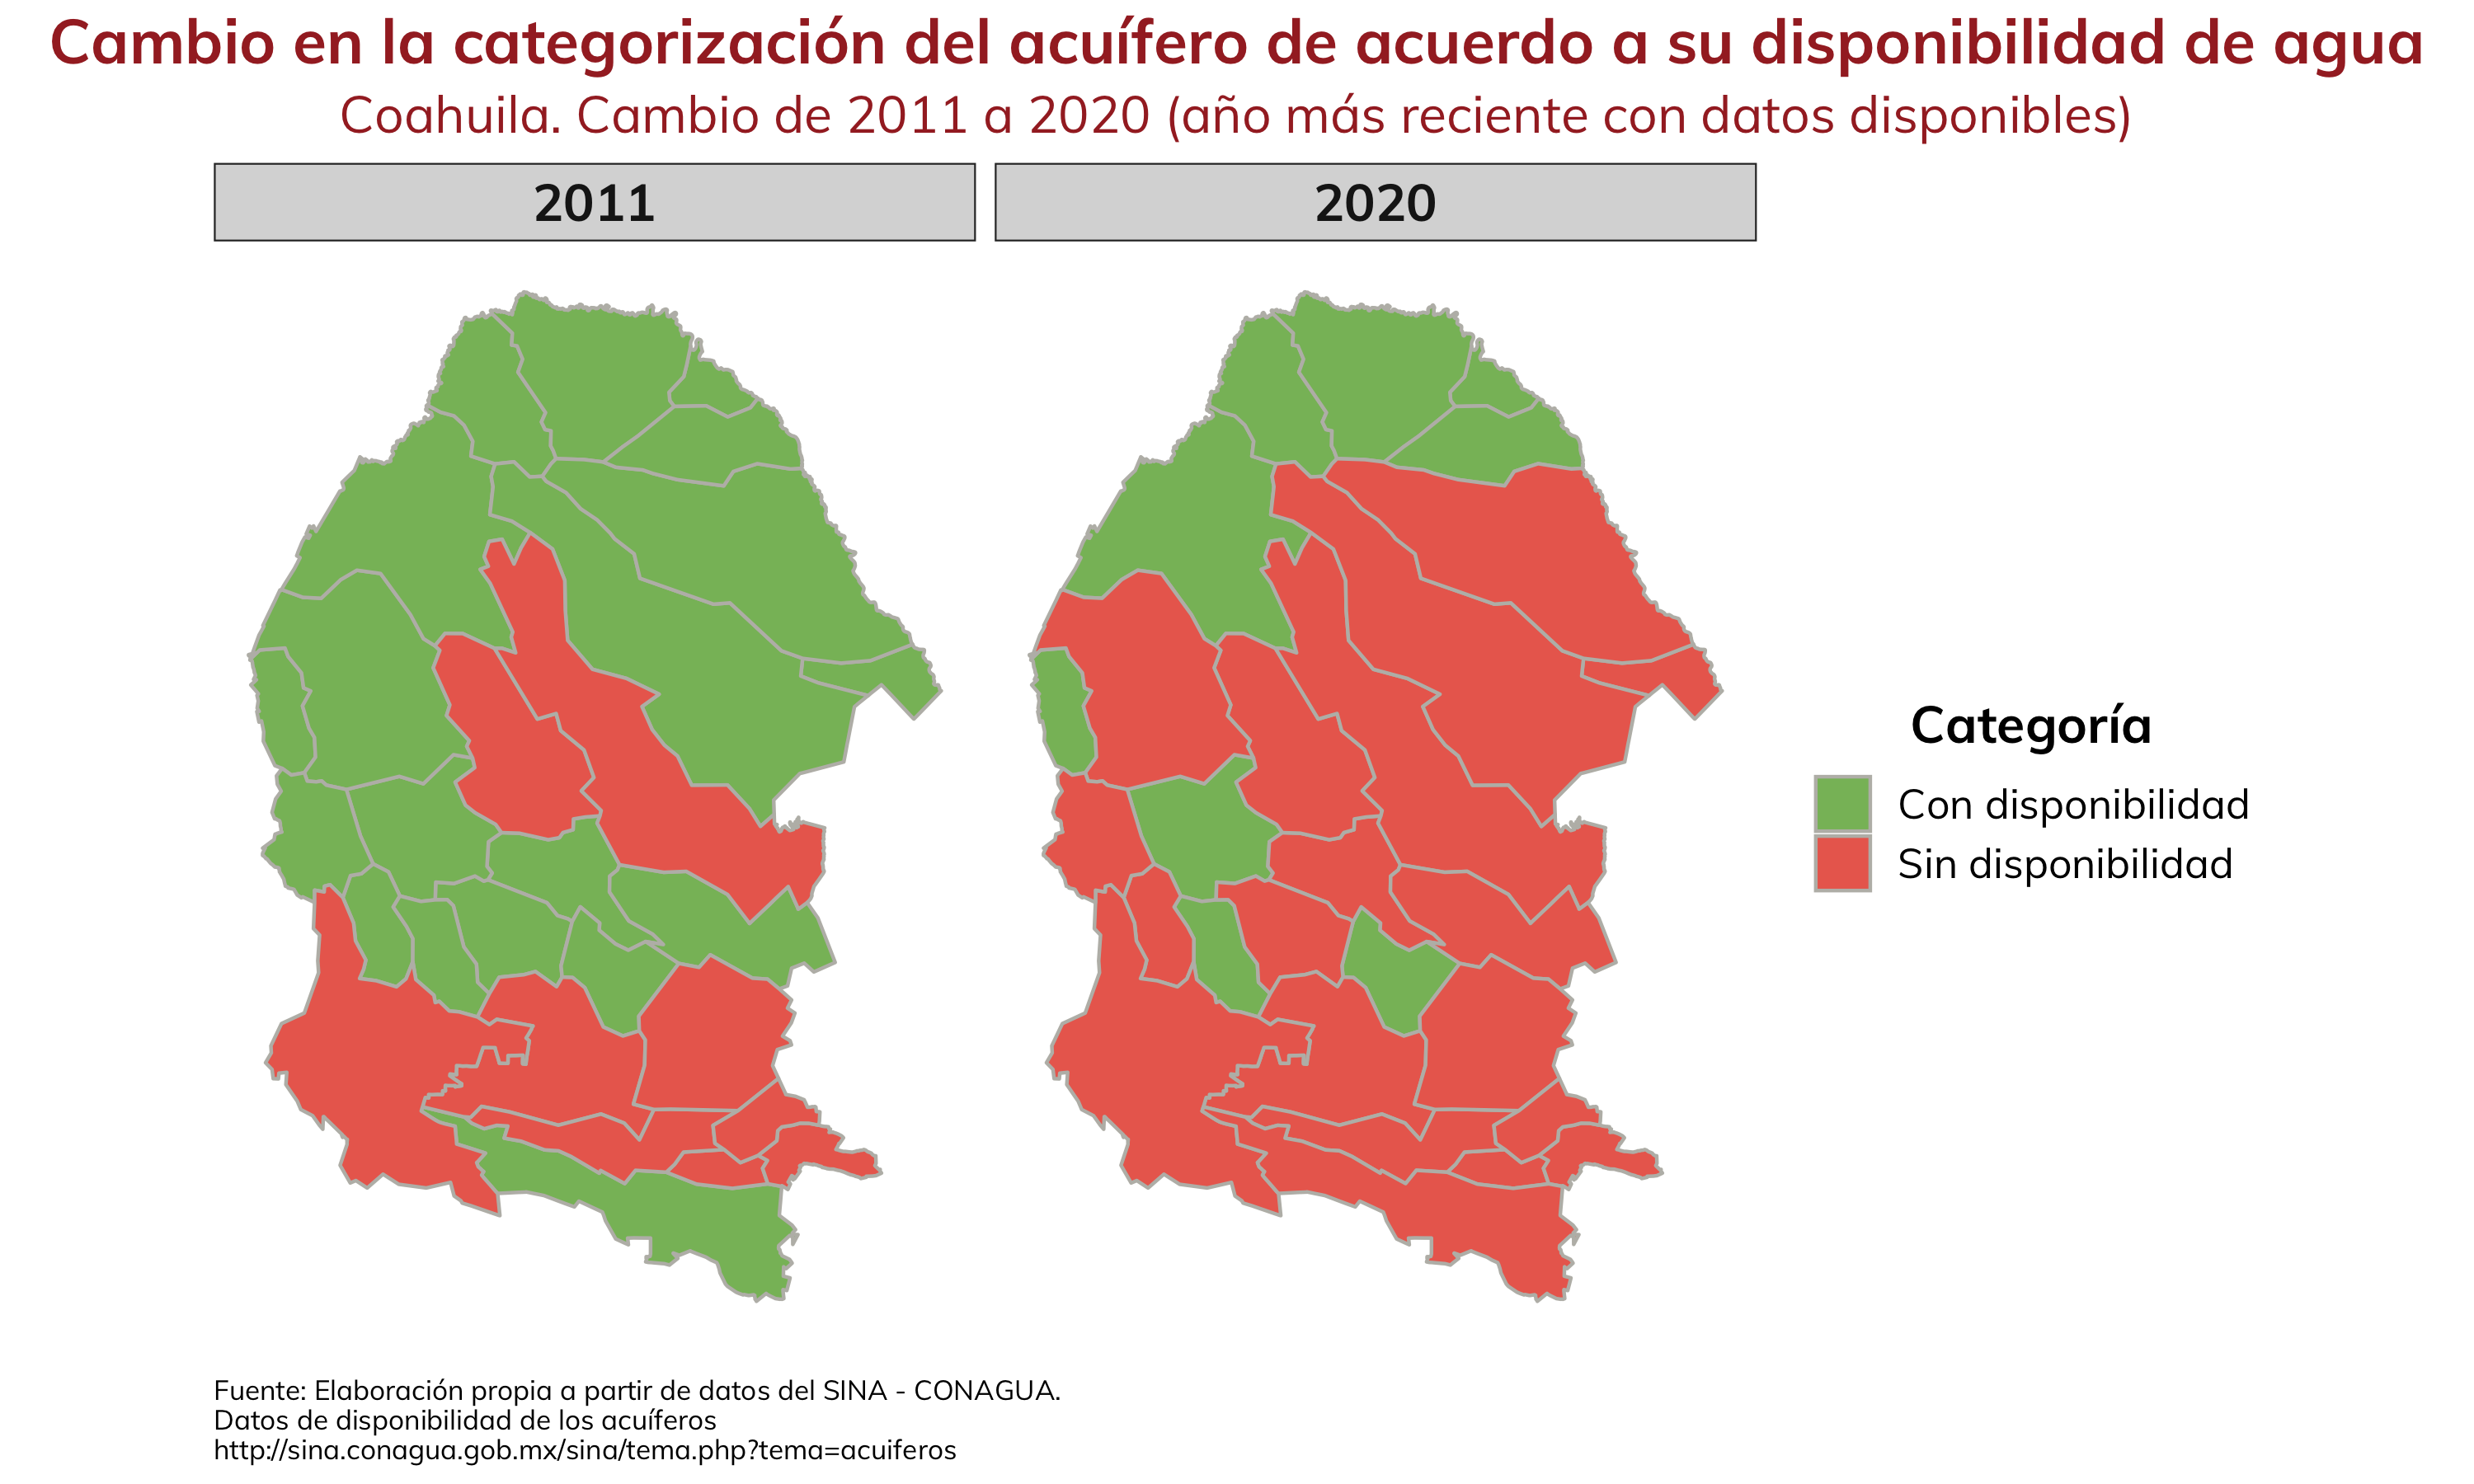 Cambio en la categorización del acuífero de acuerdo a su disponibilidad de agua
Coahuila. Cambio de 2011 a 2020 (año más reciente con datos disponibles)
2011
2020
Categoría
Con disponibilidad
Sin disponibilidad
Fuente: Elaboración propia a partir de datos del SINA - CONAGUA.
Datos de disponibilidad de los acuíferos
http://sina.conagua.gob.mx/sina/tema.php?tema=acuiferos